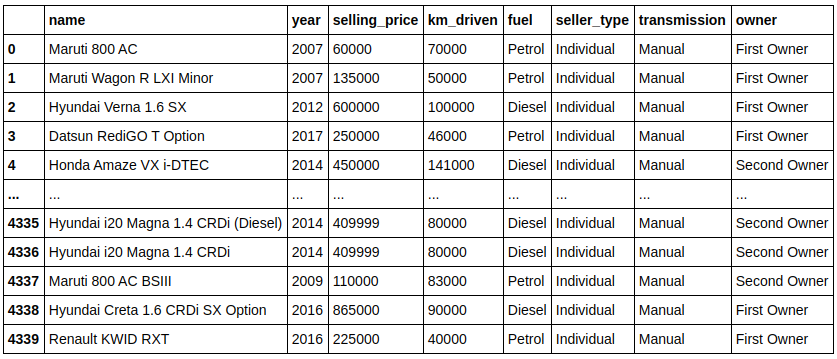 name year selling_price km_driven fuel seller_type transmission owner
0 Maruti 800 AC 2007 60000 70000 Petrol Individual Manual First Owner
1 Maruti Wagon R LXI Minor 2007 135000 50000 Petrol Individual Manual First Owner
2 Hyundai Verna 1.6 SX 2012 600000 100000 Diesel Individual Manual First Owner
3 Datsun RediGO T Option 2017 250000 46000 Petrol Individual Manual First Owner
4 Honda Amaze VX i-DTEC 2014 450000 141000 Diesel Individual Manual Second Owner
... ... ... ... ... ... ... ... ...
4335 Hyundai i20 Magna 1.4 CRDi (Diesel) 2014 409999 80000 Diesel Individual Manual Second Owner
4336 Hyundai i20 Magna 1.4 CRDi 2014 409999 80000 Diesel Individual Manual Second Owner
4337 Maruti 800 AC BSIII 2009 110000 83000 Petrol Individual Manual Second Owner
4338 Hyundai Creta 1.6 CRDi SX Option 2016 865000 90000 Diesel Individual Manual First Owner
4339 Renault KWID RXT 2016 225000 40000 Petrol Individual Manual First Owner